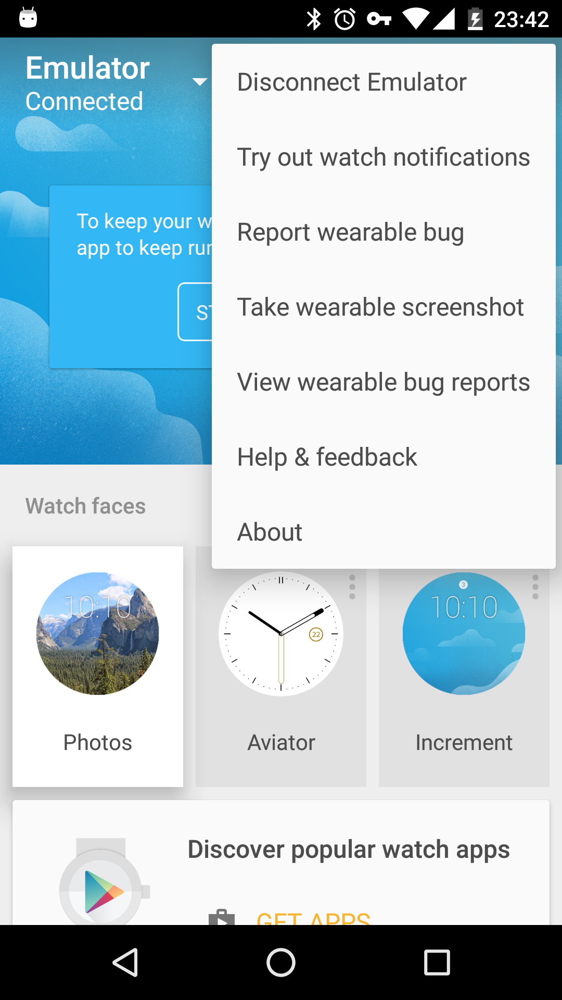 23:42
Emulator
Connected
Disconnect Emulator
Try out watch notifications
Report wearable bug
Take wearable screenshot
View wearable bug reports
Help & feedback
About
To keep your
app to keep
Watch faces
10:10
22
3
10:10
Photos
Aviator
Increment
Discover popular watch apps
GET APPS